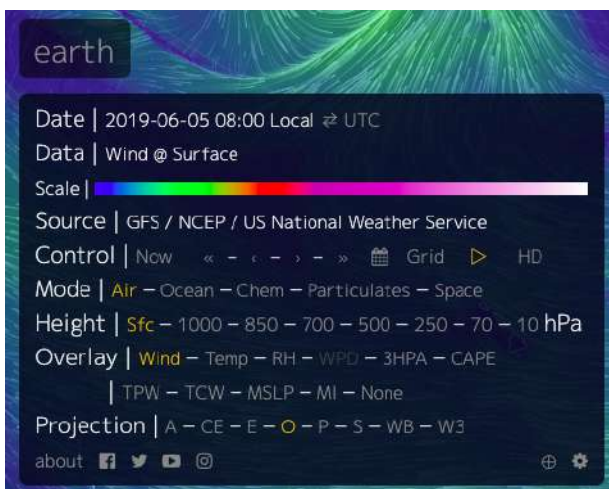 earth
Date | 2019-06-05 08:00 Local ⇄ UTC
Data | Wind @ Surface
Scale |
Source | GFS / NCEP / US National Weather Service
Control | Now « – ‹ – › – » Grid HD
Mode | Air – Ocean – Chem – Particulates – Space
Height | Sfc – 1000 – 850 – 700 – 500 – 250 – 70 – 10 hPa
Overlay | Wind – Temp – RH – WPD – 3HPA – CAPE
| TPW – TCW – MSLP – MI – None
Projection | A – CE – E – O – P – S – WB – W3
about